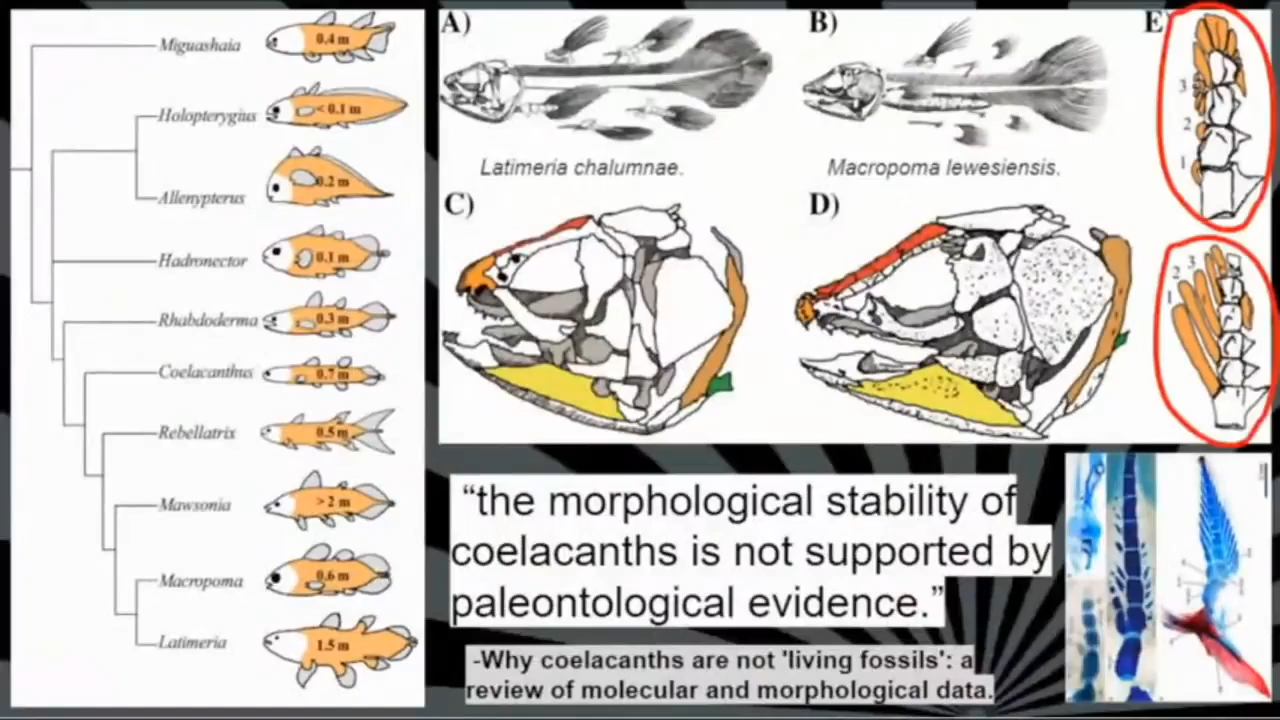 Miguashaia
0.4 m
Holopterygius
< 0.1 m
Allenypterus
0.2 m
Hadronector
0.1 m
Rhabdoderma
0.3 m
Coelacanthus
0.7 m
Rebellatrix
0.5 m
Mawsonia
> 2 m
Macropoma
0.6 m
Latimeria
1.5 m
A)
B)
E)
Latimeria chalumnae.
Macropoma lewesiensis.
C)
D)
3
2
1
3
2
1
“the morphological stability of
coelacanths is not supported by
paleontological evidence.”
-Why coelacanths are not 'living fossils': a
review of molecular and morphological data.